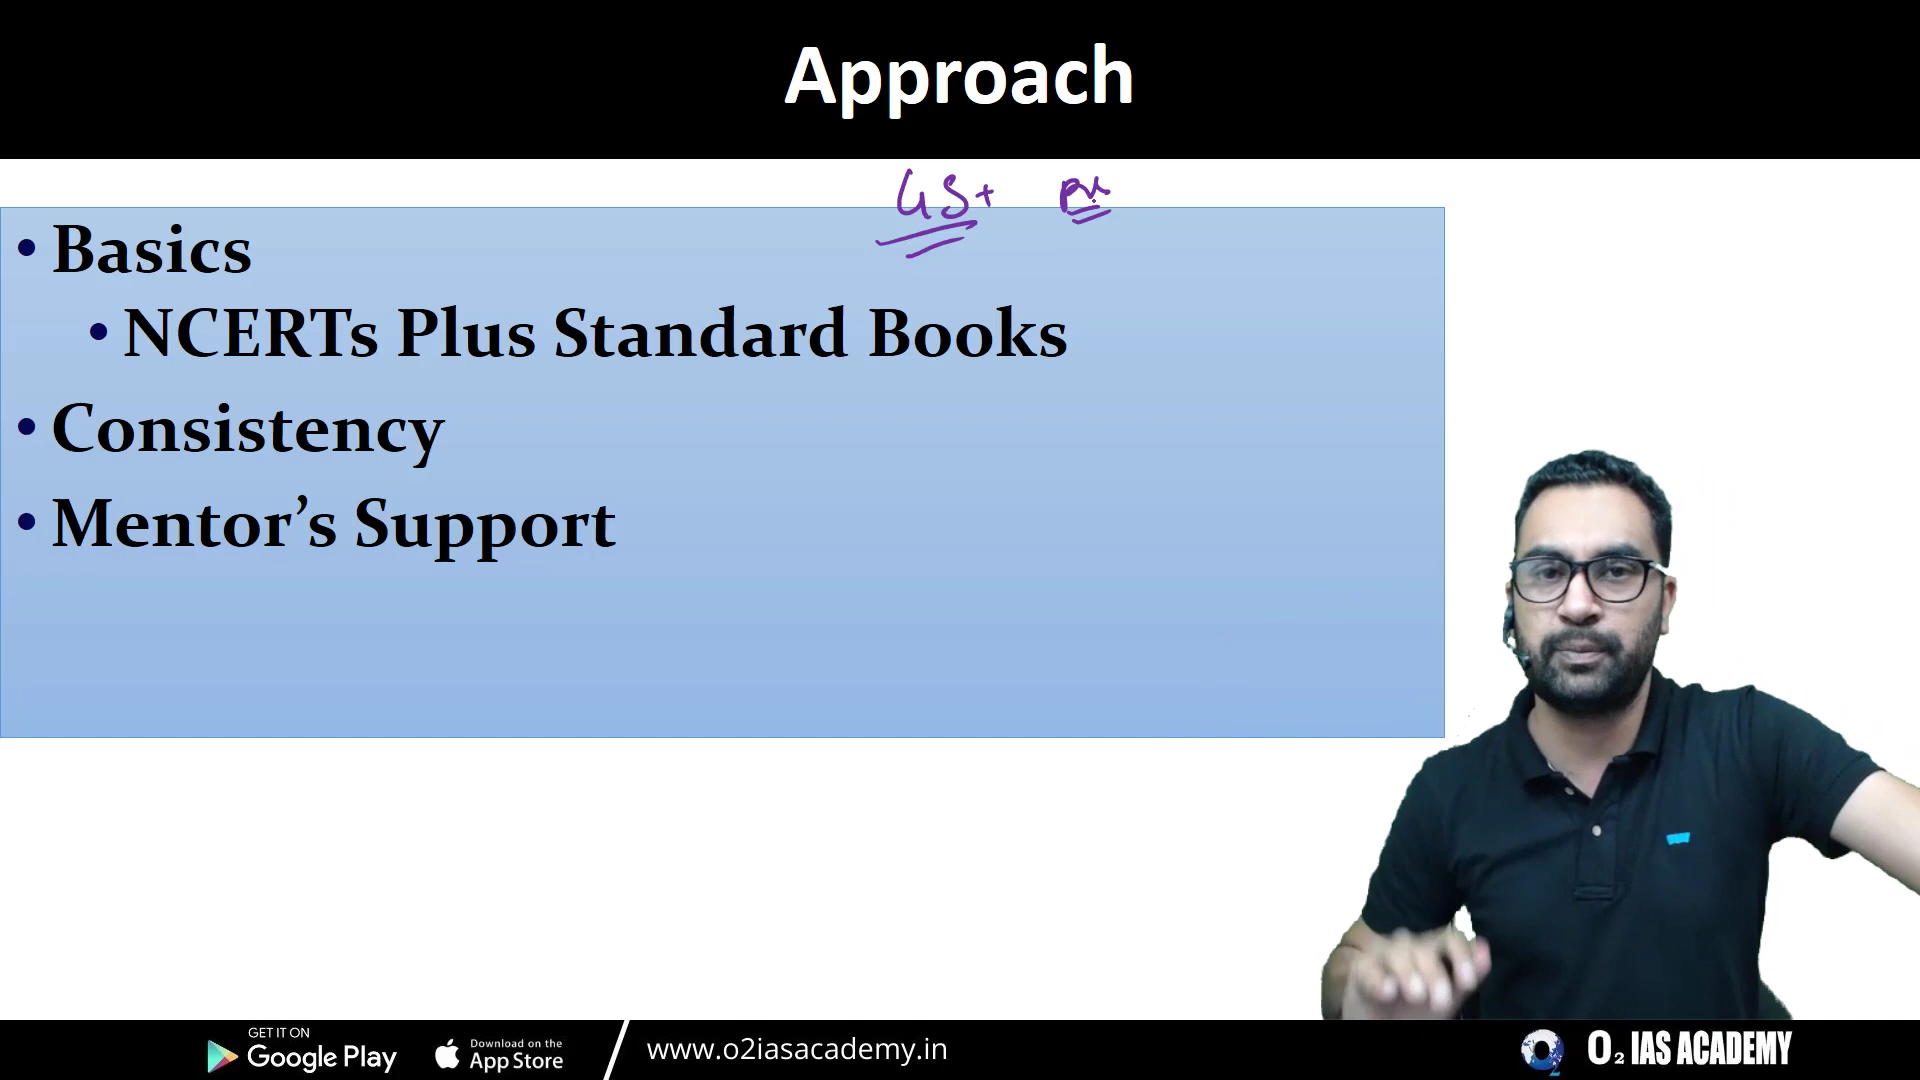 Approach
GS+
• Basics
• NCERTs Plus Standard Books
• Consistency
• Mentor’s Support
GET IT ON
Google Play
Download on the
App Store
www.o2iasacademy.in
O₂ IAS ACADEMY